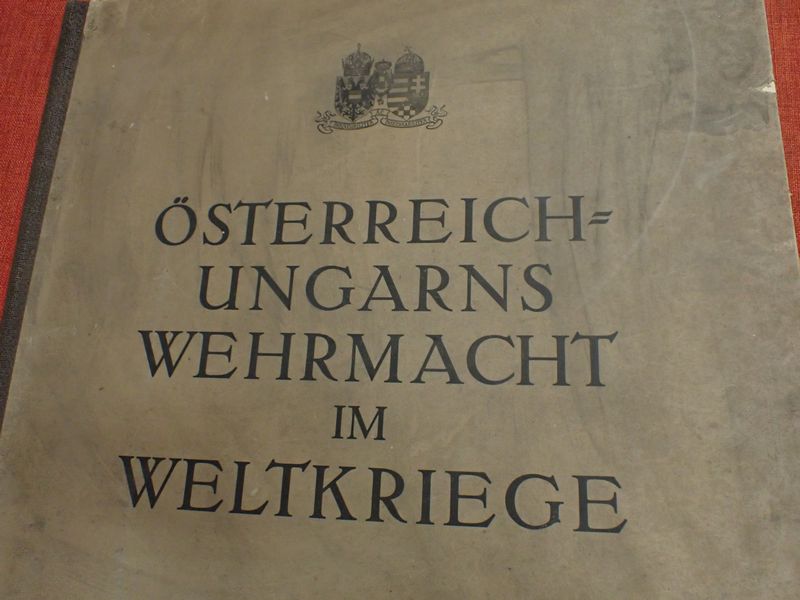 ÖSTERREICH=
UNGARNS
WEHRMACHT
IM
WELTKRIEGE